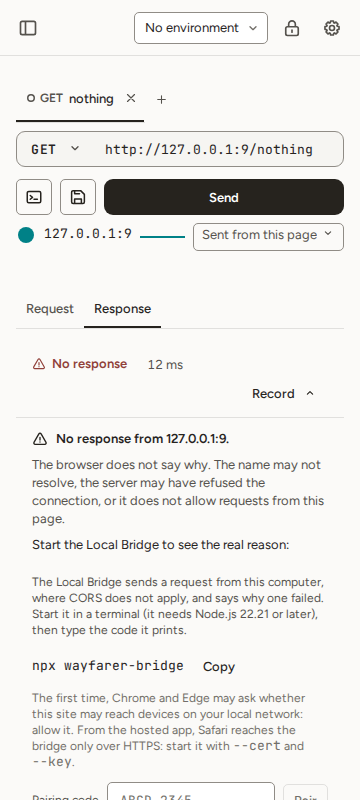 No environment
GET nothing
GET http://127.0.0.1:9/nothing
Send
127.0.0.1:9 Sent from this page
Request Response
No response 12 ms
Record
No response from 127.0.0.1:9.
The browser does not say why. The name may not
resolve, the server may have refused the
connection, or it does not allow requests from this
page.
Start the Local Bridge to see the real reason:
The Local Bridge sends a request from this computer,
where CORS does not apply, and says why one fails.
Start it in a terminal (it needs Node.js 22.21 or later),
then type the code it prints.
npx wayfarer-bridge Copy
The first time, Chrome and Edge may ask whether
this site may reach devices on your local network:
allow it. From the hosted app, Safari reaches the
bridge only over HTTPS: start it with --cert and
--key.
Pairing code ABCD-2345 Pair